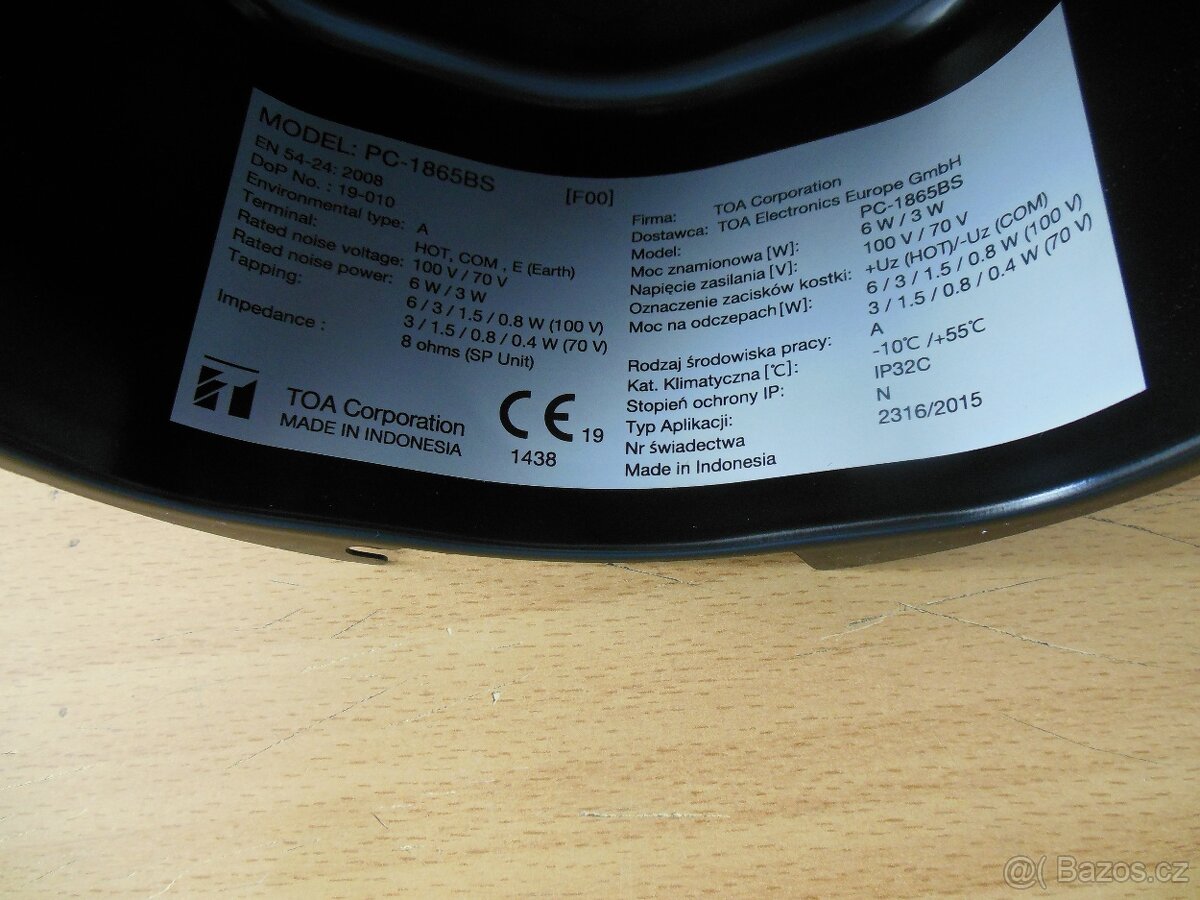 MODEL: PC-1865BS [F00]
EN 54-24: 2008
DoP No. : 19-010
Environmental type: A
Terminal: HOT, COM , E (Earth)
Rated noise voltage: 100 V / 70 V
Rated noise power: 6 W / 3 W
Tapping: 6 / 3 / 1.5 / 0.8 W (100 V)
3 / 1.5 / 0.8 / 0.4 W (70 V)
Impedance : 8 ohms (SP Unit)
TOA Corporation
MADE IN INDONESIA
CE 19
1438
Firma: TOA Corporation
Dostawca: TOA Electronics Europe GmbH
Model: PC-1865BS
Moc znamionowa [W]: 6 W / 3 W
Napięcie zasilania [V]: 100 V / 70 V
Oznaczenie zacisków kostki: +Uz (HOT)/-Uz (COM)
Moc na odczepach [W]: 6 / 3 / 1.5 / 0.8 W (100 V)
3 / 1.5 / 0.8 / 0.4 W (70 V)
Rodzaj środowiska pracy: A
Kat. Klimatyczna [℃]: -10℃ /+55℃
Stopień ochrony IP: IP32C
Typ Aplikacji: N
Nr świadectwa 2316/2015
Made in Indonesia
@( Bazos.cz